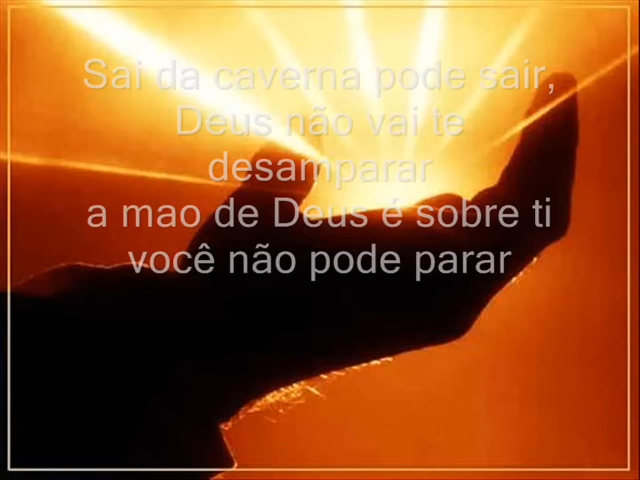 Sai da caverna pode sair,
Deus não vai te
desamparar
a mao de Deus é sobre ti
você não pode parar